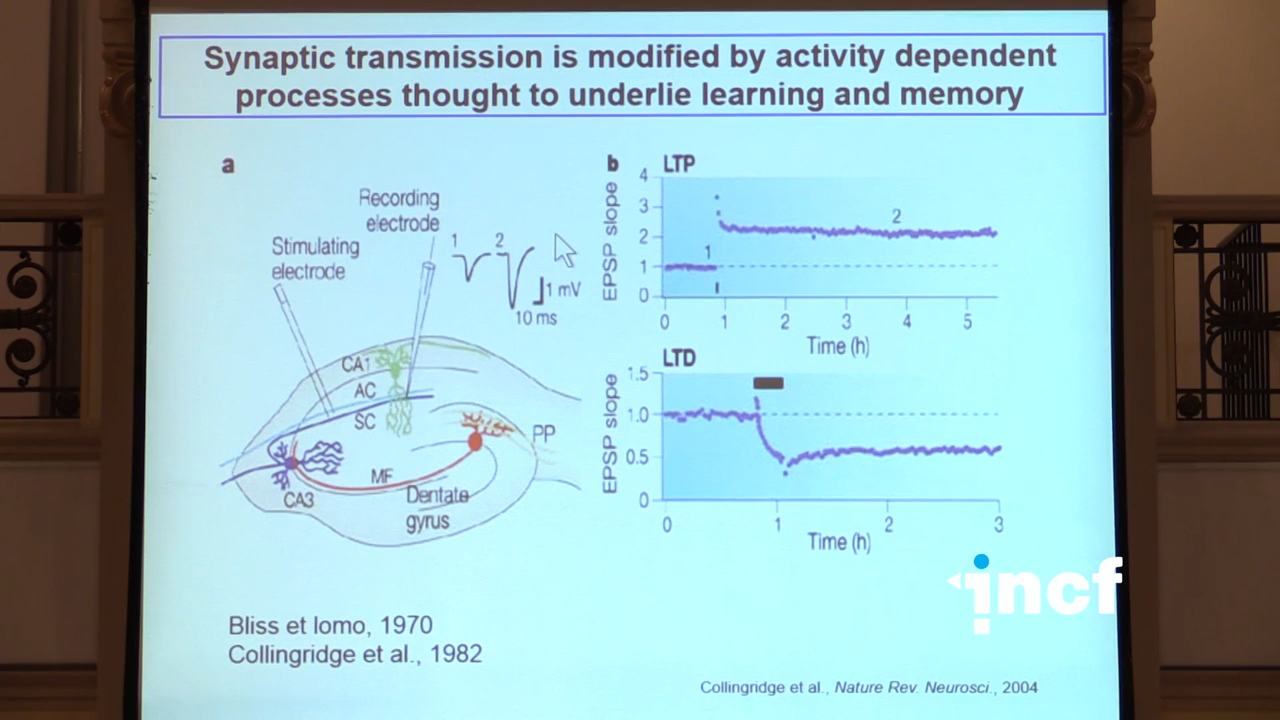 Synaptic transmission is modified by activity dependent
processes thought to underlie learning and memory
a
Recording
electrode
Stimulating
electrode
1
2
1 mV
10 ms
CA1
AC
SC
PP
MF
CA3
Dentate
gyrus
b
LTP
EPSP slope
4
3
2
1
0
1
2
0
1
2
3
4
5
Time (h)
LTD
EPSP slope
1.5
1.0
0.5
0
0
1
2
3
Time (h)
incf
Bliss et lomo, 1970
Collingridge et al., 1982
Collingridge et al., Nature Rev. Neurosci., 2004